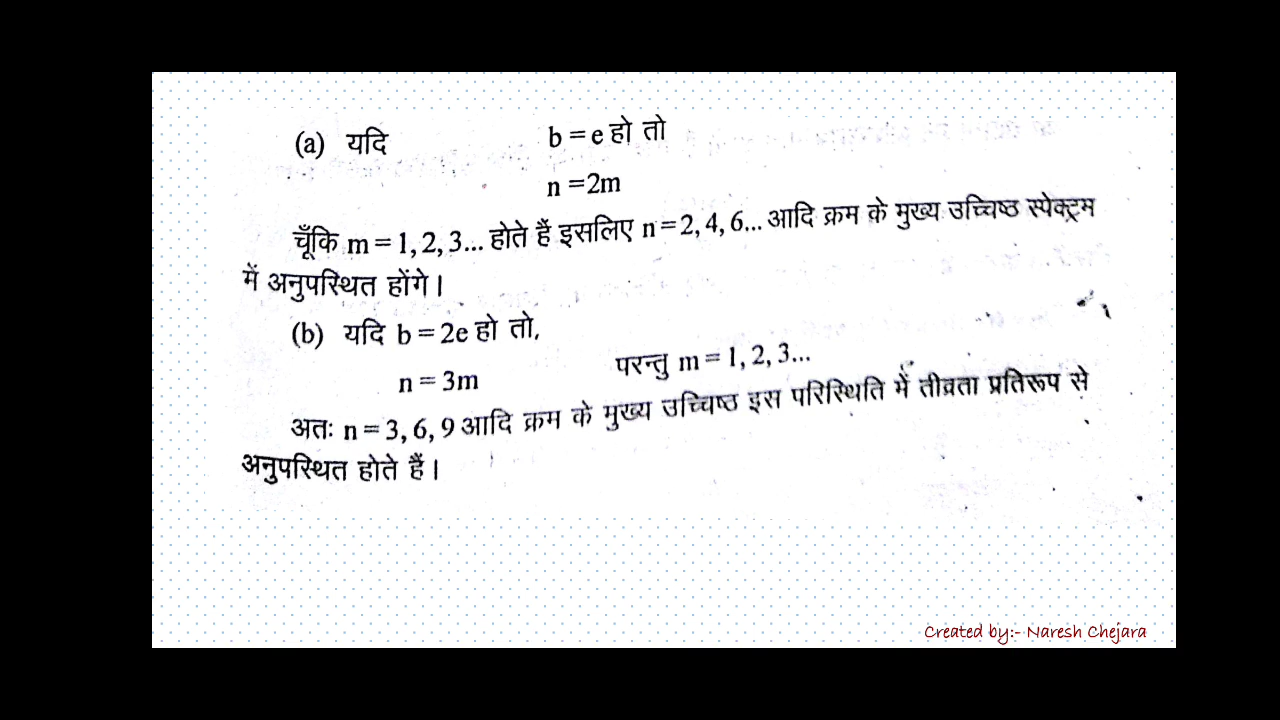 (a) यदि b = e हो तो
n =2m
चूँकि m = 1, 2, 3... होते हैं इसलिए n = 2, 4, 6... आदि क्रम के मुख्य उच्चिष्ठ स्पेक्ट्रम
में अनुपस्थित होंगे।
(b) यदि b = 2e हो तो,
n = 3m परन्तु m = 1, 2, 3...
अतः n = 3, 6, 9 आदि क्रम के मुख्य उच्चिष्ठ इस परिस्थिति में तीव्रता प्रतिरूप से
अनुपस्थित होते हैं।
Created by:- Naresh Chejara